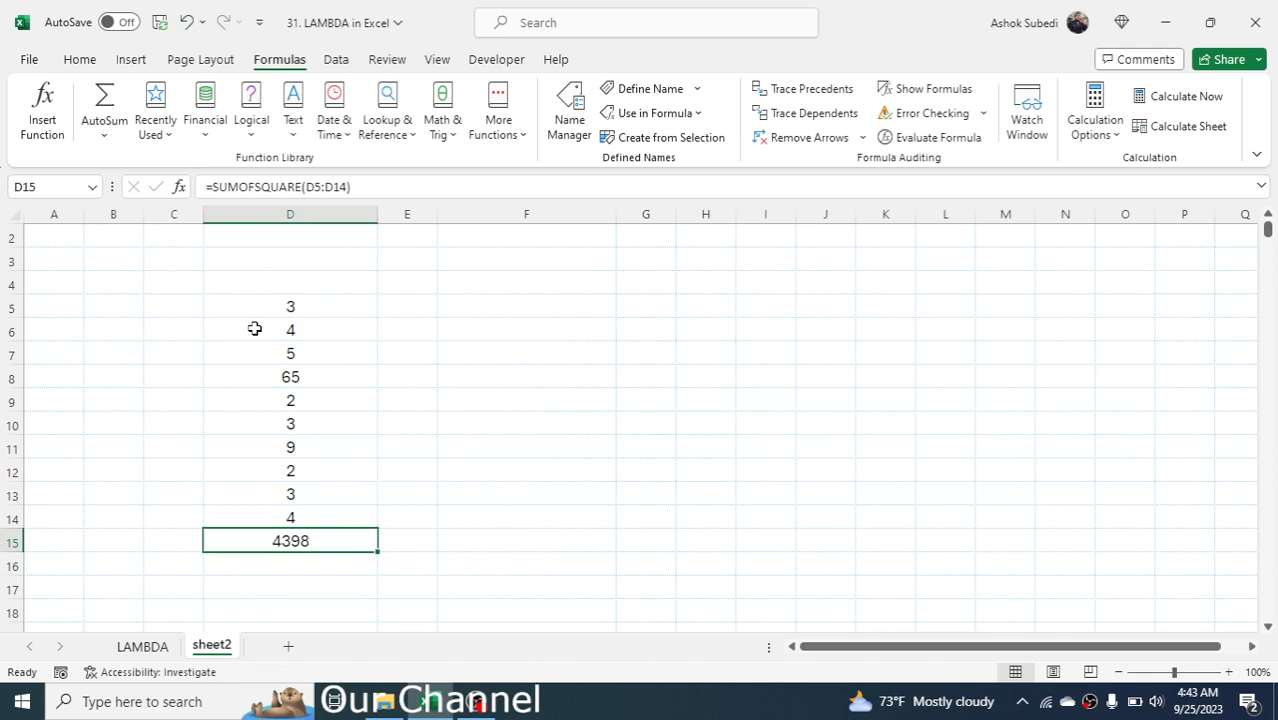 AutoSave Off 31. LAMBDA in Excel Search Ashok Subedi
File Home Insert Page Layout Formulas Data Review View Developer Help Comments Share
Insert Function
AutoSum
Recently Used
Financial
Logical
Text
Date & Time
Lookup & Reference
Math & Trig
More Functions
Function Library
Name Manager
Define Name
Use in Formula
Create from Selection
Defined Names
Trace Precedents
Trace Dependents
Remove Arrows
Show Formulas
Error Checking
Evaluate Formula
Formula Auditing
Watch Window
Calculation Options
Calculate Now
Calculate Sheet
Calculation
D15 fx =SUMOFSQUARE(D5:D14)
A B C D E F G H I J K L M N O P Q
2
3
4
5 3
6 4
7 5
8 65
9 2
10 3
11 9
12 2
13 3
14 4
15 4398
16
17
18
LAMBDA sheet2
Ready Accessibility: Investigate 100%
Type here to search Our Channel 73°F Mostly cloudy 4:43 AM
9/25/2023 2